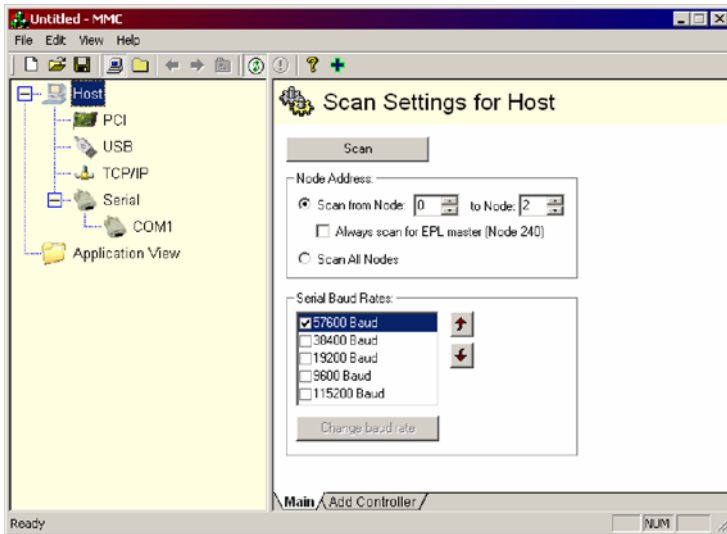 Untitled - MMC
File Edit View Help
Host
PCI
USB
TCP/IP
Serial
COM1
Application View
Scan Settings for Host
Scan
Node Address:
Scan from Node: 0 to Node: 2
Always scan for EPL master (Node 240)
Scan All Nodes
Serial Baud Rates:
57600 Baud
38400 Baud
19200 Baud
9600 Baud
115200 Baud
Change baud rate
Main Add Controller
Ready NUM